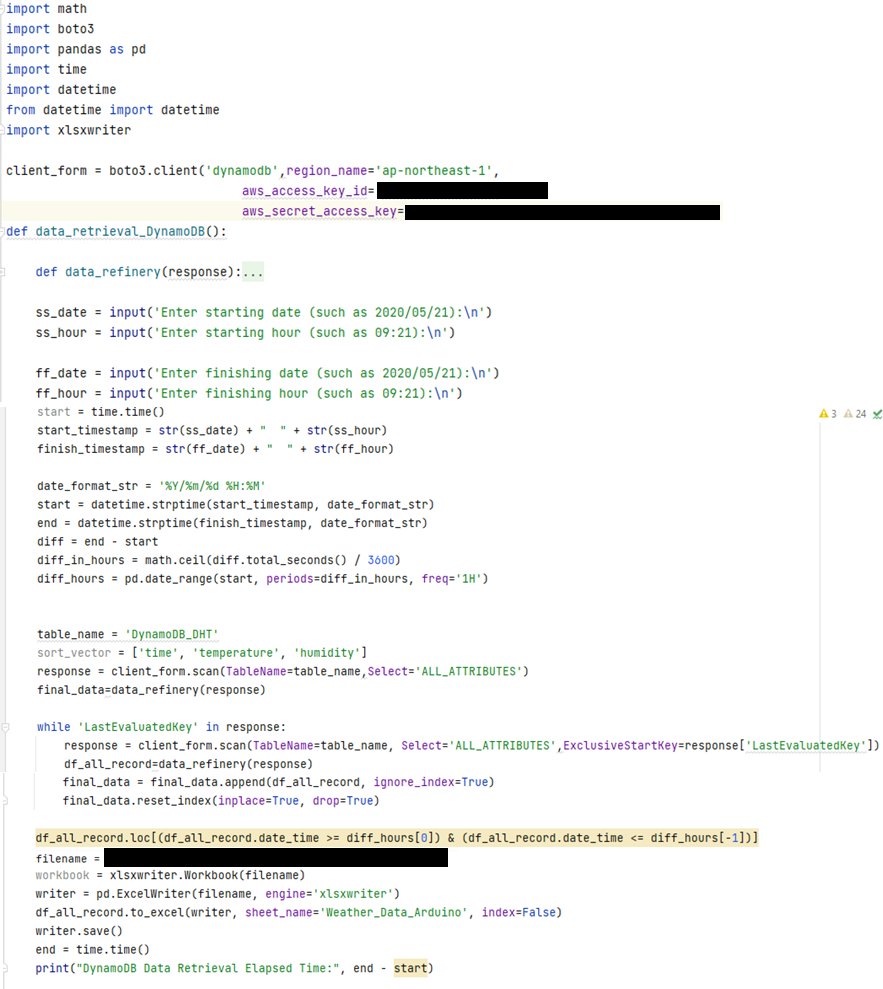 import math
import boto3
import pandas as pd
import time
import datetime
from datetime import datetime
import xlsxwriter
client_form = boto3.client('dynamodb',region_name='ap-northeast-1',
aws_access_key_id=
aws_secret_access_key=
def data_retrieval_DynamoDB():
def data_refinery(response):...
ss_date = input('Enter starting date (such as 2020/05/21):\n')
ss_hour = input('Enter starting hour (such as 09:21):\n')
ff_date = input('Enter finishing date (such as 2020/05/21):\n')
ff_hour = input('Enter finishing hour (such as 09:21):\n')
start = time.time()
3 24
start_timestamp = str(ss_date) + "  " + str(ss_hour)
finish_timestamp = str(ff_date) + "  " + str(ff_hour)
date_format_str = '%Y/%m/%d %H:%M'
start = datetime.strptime(start_timestamp, date_format_str)
end = datetime.strptime(finish_timestamp, date_format_str)
diff = end - start
diff_in_hours = math.ceil(diff.total_seconds() / 3600)
diff_hours = pd.date_range(start, periods=diff_in_hours, freq='1H')
table_name = 'DynamoDB_DHT'
sort_vector = ['time', 'temperature', 'humidity']
response = client_form.scan(TableName=table_name,Select='ALL_ATTRIBUTES')
final_data=data_refinery(response)
while 'LastEvaluatedKey' in response:
response = client_form.scan(TableName=table_name, Select='ALL_ATTRIBUTES',ExclusiveStartKey=response['LastEvaluatedKey'])
df_all_record=data_refinery(response)
final_data = final_data.append(df_all_record, ignore_index=True)
final_data.reset_index(inplace=True, drop=True)
df_all_record.loc[(df_all_record.date_time >= diff_hours[0]) & (df_all_record.date_time <= diff_hours[-1])]
filename =
workbook = xlsxwriter.Workbook(filename)
writer = pd.ExcelWriter(filename, engine='xlsxwriter')
df_all_record.to_excel(writer, sheet_name='Weather_Data_Arduino', index=False)
writer.save()
end = time.time()
print("DynamoDB Data Retrieval Elapsed Time:", end - start)